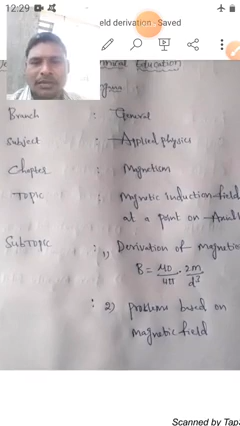 12:29
eld derivation - Saved
Branch : General
Subject : Applied physics
Chapter : Magnetism
Topic : Magnetic induction field
at a point on
SubTopic : 1) Derivation of Magnetic
B = μ0/4π · 2M/d³
: 2) Problems based on
magnetic field
Scanned by Tap